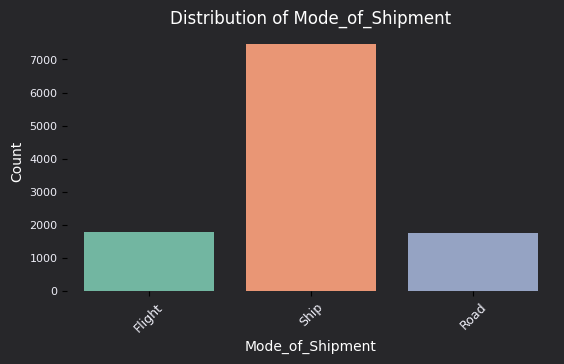 Distribution of Mode_of_Shipment
7000
6000
5000
4000
3000
2000
1000
0
Count
Flight
Ship
Road
Mode_of_Shipment